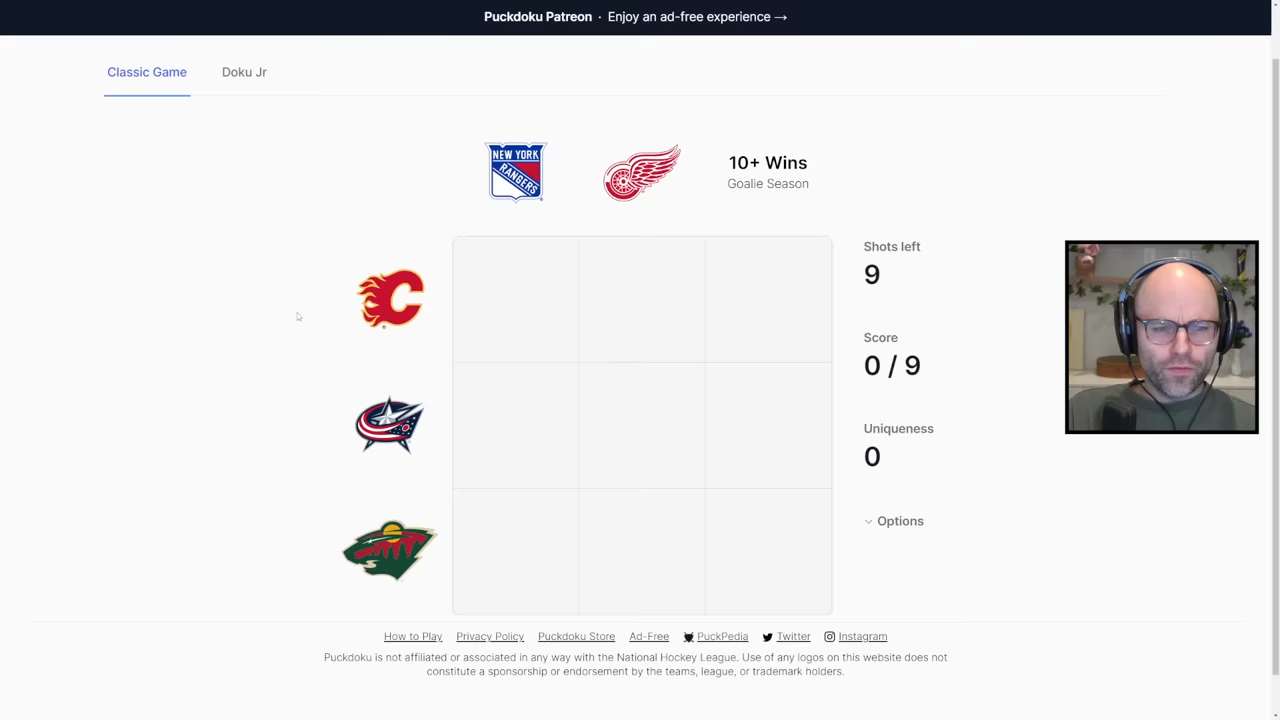 Puckdoku Patreon · Enjoy an ad-free experience →
Classic Game
Doku Jr
NEW YORK
RANGERS
10+ Wins
Goalie Season
Shots left
9
Score
0 / 9
Uniqueness
0
Options
How to Play
Privacy Policy
Puckdoku Store
Ad-Free
PuckPedia
Twitter
Instagram
Puckdoku is not affiliated or associated in any way with the National Hockey League. Use of any logos on this website does not
constitute a sponsorship or endorsement by the teams, league, or trademark holders.